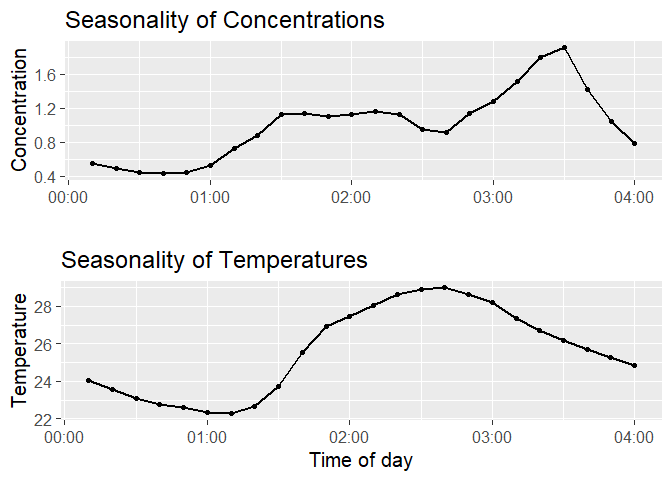 Seasonality of Concentrations
Concentration
1.6
1.2
0.8
0.4
00:00 01:00 02:00 03:00 04:00
Seasonality of Temperatures
Temperature
28
26
24
22
00:00 01:00 02:00 03:00 04:00
Time of day